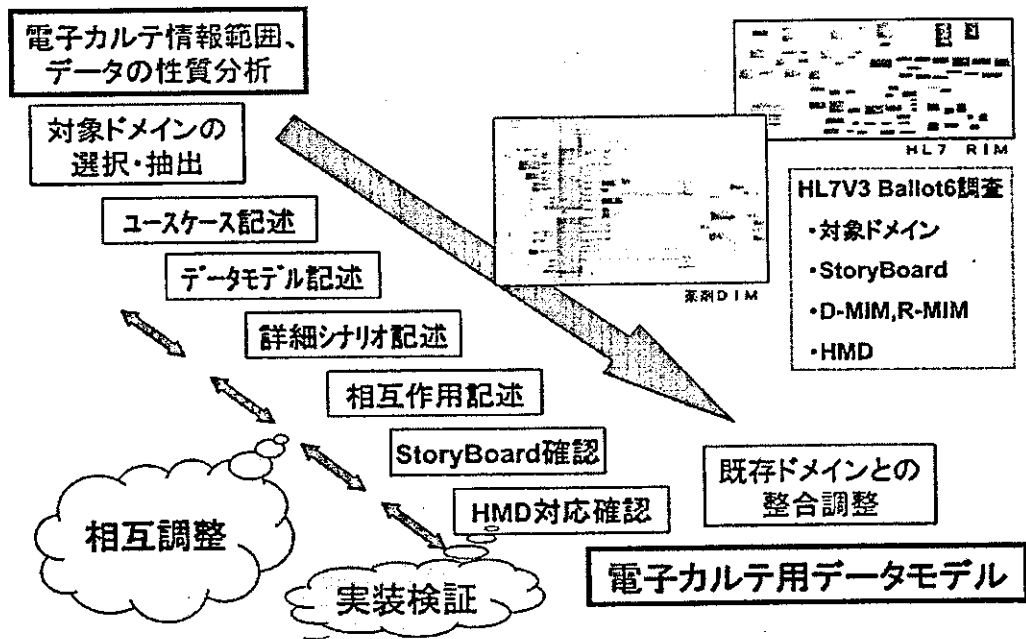 電子カルテ情報範囲、
データの性質分析
対象ドメインの
選択・抽出
ユースケース記述
データモデル記述
詳細シナリオ記述
相互作用記述
StoryBoard確認
HMD対応確認
相互調整
実装検証
HL7 RIM
薬剤DIM
HL7V3 Ballot6調査
・対象ドメイン
・StoryBoard
・D-MIM,R-MIM
・HMD
既存ドメインとの
整合調整
電子カルテ用データモデル